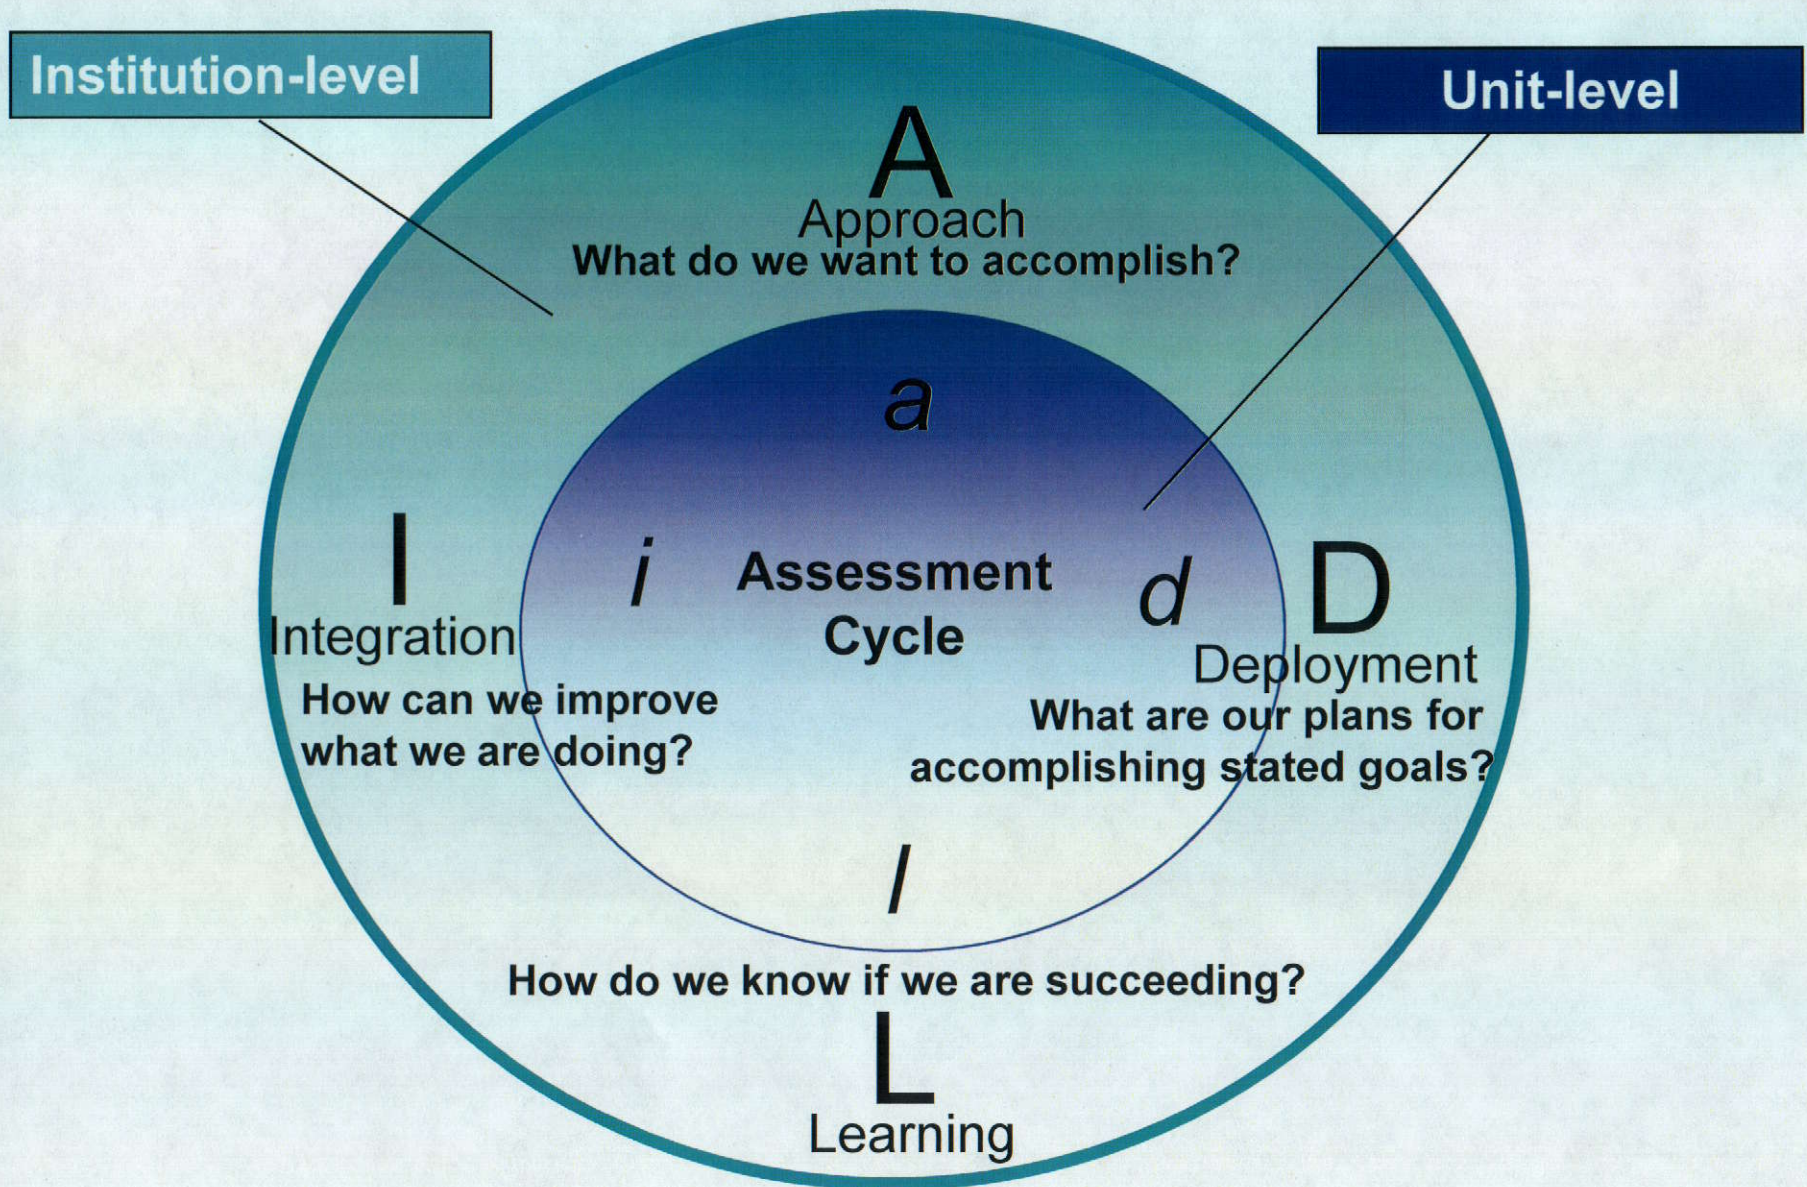 Institution-level
Unit-level
A
Approach
What do we want to accomplish?
a
I
Integration
How can we improve
what we are doing?
i
Assessment
Cycle
d
D
Deployment
What are our plans for
accomplishing stated goals?
l
How do we know if we are succeeding?
L
Learning